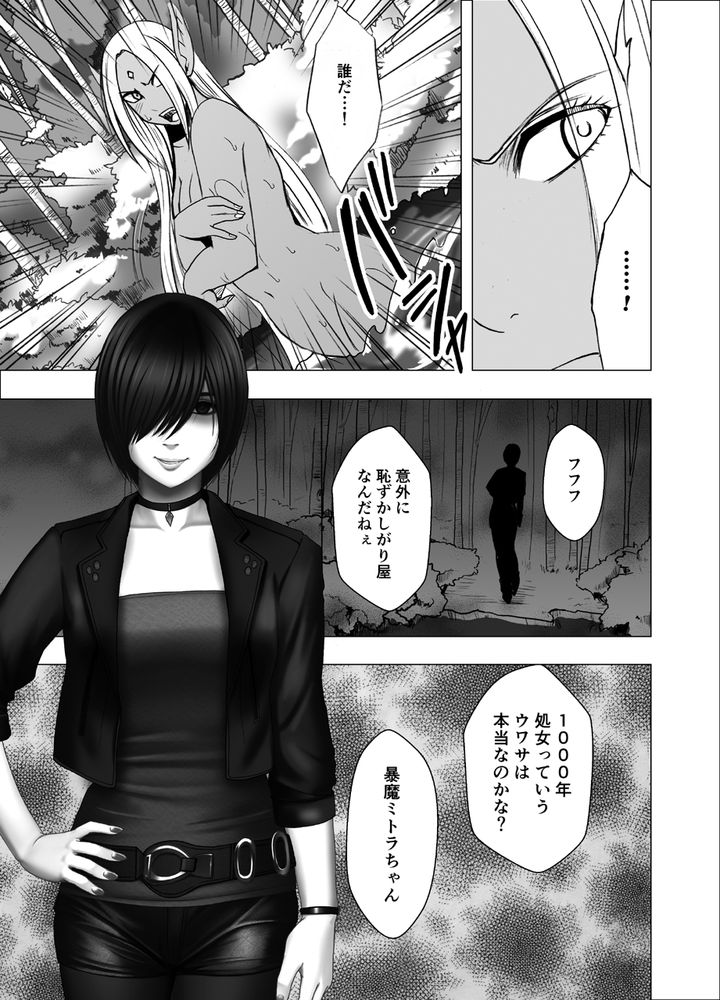 ……！
誰だ…！
バシャ
フフフ
意外に
恥ずかしがり屋
なんだねぇ
1000年
処女っていう
ウワサは
本当なのかな？
暴魔ミトラちゃん